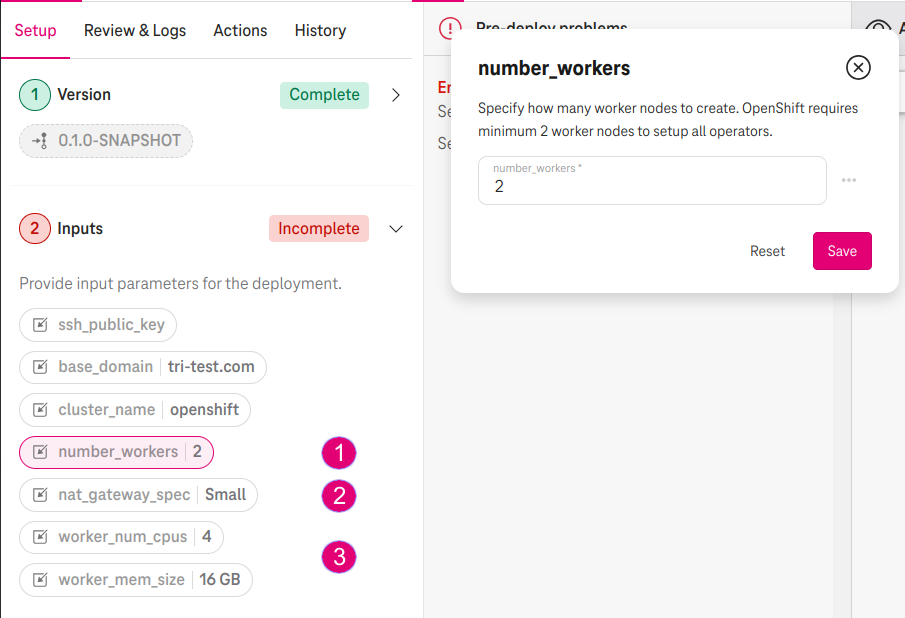 Setup
Review & Logs
Actions
History
1
Version
Complete
0.1.0-SNAPSHOT
2
Inputs
Incomplete
Provide input parameters for the deployment.
ssh_public_key
base_domain tri-test.com
cluster_name openshift
number_workers 2
1
nat_gateway_spec Small
2
worker_num_cpus 4
3
worker_mem_size 16 GB
Pre-deploy problems
number_workers
Specify how many worker nodes to create. OpenShift requires
minimum 2 worker nodes to setup all operators.
number_workers *
2
Reset
Save